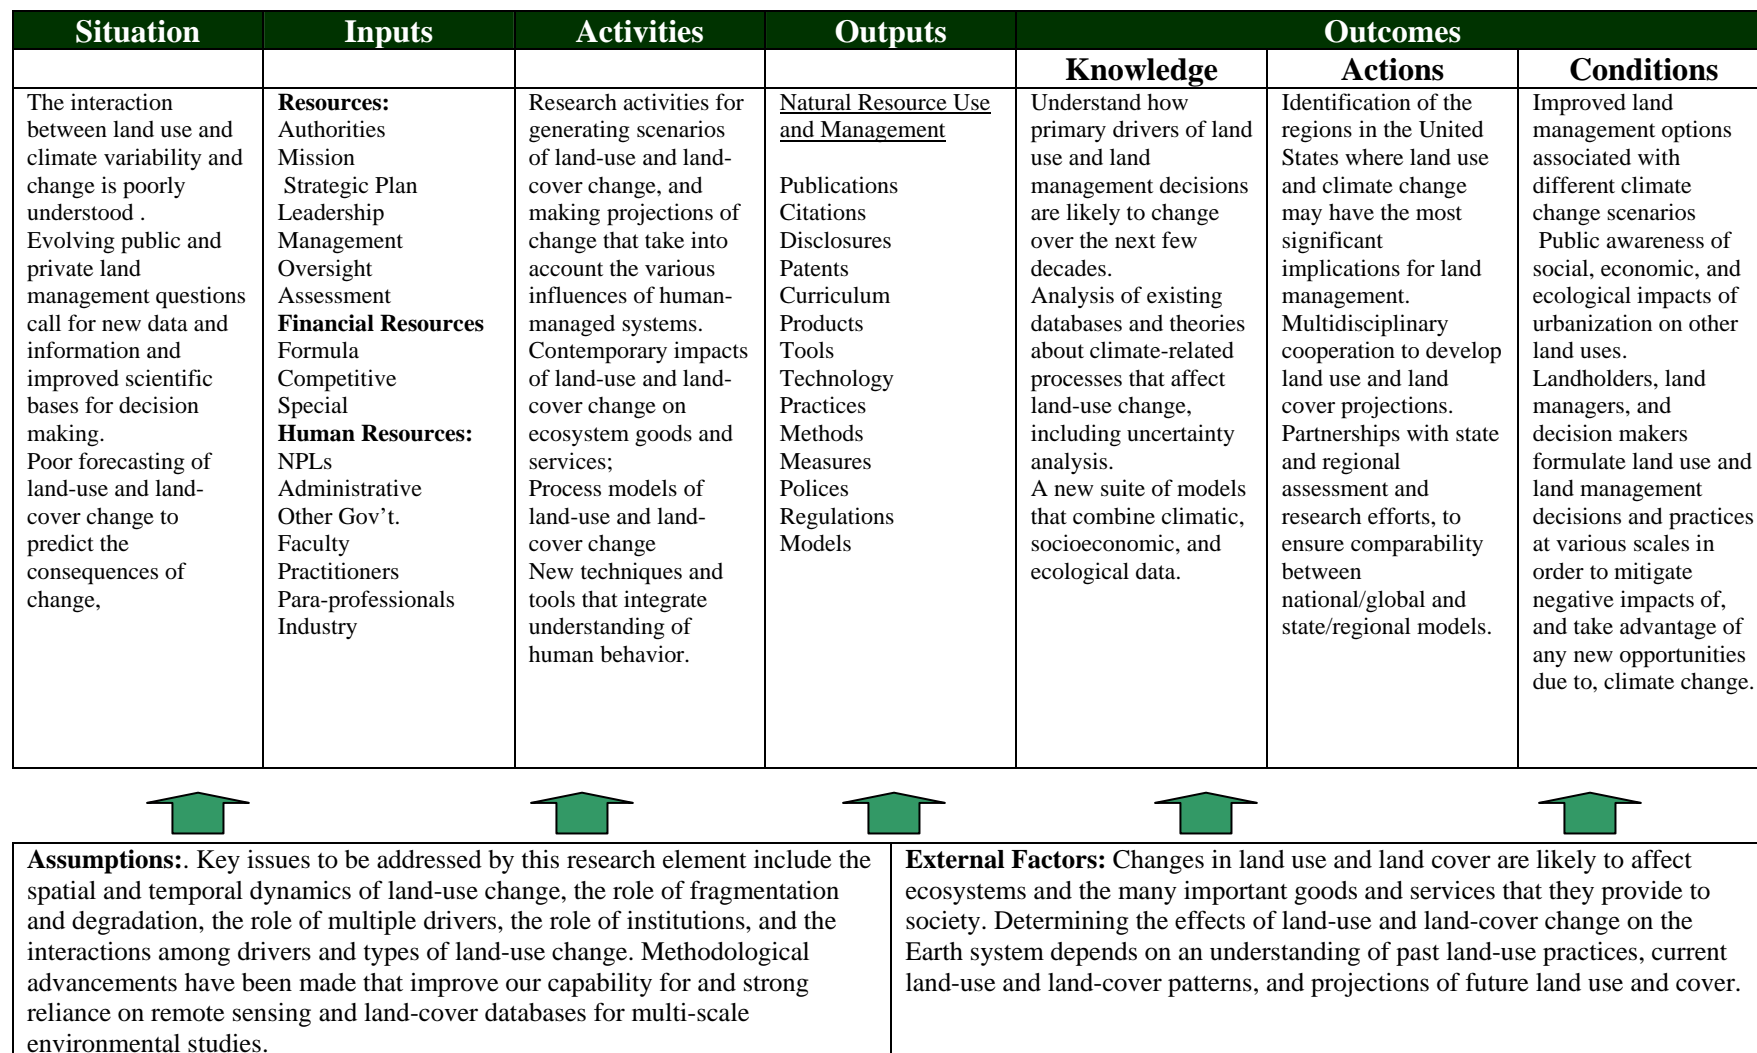 Situation
Inputs
Activities
Outputs
Outcomes
Knowledge
Actions
Conditions
The interaction
between land use and
climate variability and
change is poorly
understood .
Evolving public and
private land
management questions
call for new data and
information and
improved scientific
bases for decision
making.
Poor forecasting of
land-use and land-
cover change to
predict the
consequences of
change,
Resources:
Authorities
Mission
Strategic Plan
Leadership
Management
Oversight
Assessment
Financial Resources
Formula
Competitive
Special
Human Resources:
NPLs
Administrative
Other Gov’t.
Faculty
Practitioners
Para-professionals
Industry
Research activities for
generating scenarios
of land-use and land-
cover change, and
making projections of
change that take into
account the various
influences of human-
managed systems.
Contemporary impacts
of land-use and land-
cover change on
ecosystem goods and
services;
Process models of
land-use and land-
cover change
New techniques and
tools that integrate
understanding of
human behavior.
Natural Resource Use
and Management
Publications
Citations
Disclosures
Patents
Curriculum
Products
Tools
Technology
Practices
Methods
Measures
Polices
Regulations
Models
Understand how
primary drivers of land
use and land
management decisions
are likely to change
over the next few
decades.
Analysis of existing
databases and theories
about climate-related
processes that affect
land-use change,
including uncertainty
analysis.
A new suite of models
that combine climatic,
socioeconomic, and
ecological data.
Identification of the
regions in the United
States where land use
and climate change
may have the most
significant
implications for land
management.
Multidisciplinary
cooperation to develop
land use and land
cover projections.
Partnerships with state
and regional
assessment and
research efforts, to
ensure comparability
between
national/global and
state/regional models.
Improved land
management options
associated with
different climate
change scenarios
Public awareness of
social, economic, and
ecological impacts of
urbanization on other
land uses.
Landholders, land
managers, and
decision makers
formulate land use and
land management
decisions and practices
at various scales in
order to mitigate
negative impacts of,
and take advantage of
any new opportunities
due to, climate change.
Assumptions:. Key issues to be addressed by this research element include the
spatial and temporal dynamics of land-use change, the role of fragmentation
and degradation, the role of multiple drivers, the role of institutions, and the
interactions among drivers and types of land-use change. Methodological
advancements have been made that improve our capability for and strong
reliance on remote sensing and land-cover databases for multi-scale
environmental studies.
External Factors: Changes in land use and land cover are likely to affect
ecosystems and the many important goods and services that they provide to
society. Determining the effects of land-use and land-cover change on the
Earth system depends on an understanding of past land-use practices, current
land-use and land-cover patterns, and projections of future land use and cover.